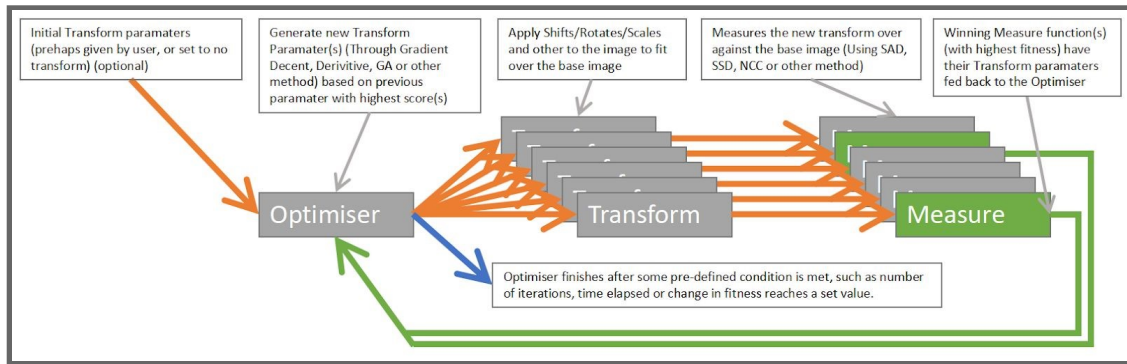 Initial Transform paramaters
(prehaps given by user, or set to no
transform) (optional)
Generate new Transform
Paramater(s) (Through Gradient
Decent, Derivitive, GA or other
method) based on previous
paramater with highest score(s)
Apply Shifts/Rotates/Scales
and other to the image to fit
over the base image
Measures the new transform over
against the base image (Using SAD,
SSD, NCC or other method)
Winning Measure function(s)
(with highest fitness) have
their Transform paramaters
fed back to the Optimiser
Optimiser
Transform
Measure
Optimiser finishes after some pre-defined condition is met, such as number
of iterations, time elapsed or change in fitness reaches a set value.